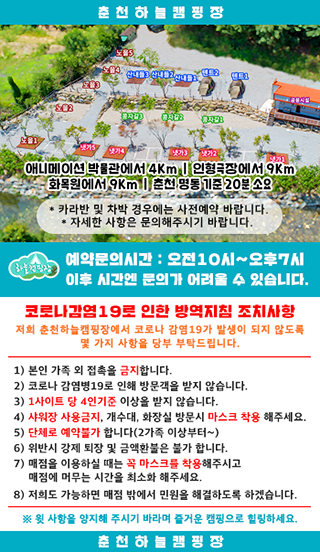 춘천하늘캠핑장
노을5
노을4
노을3
노을2
노을1
산내들3
산내들2
산내들1
텐트2
텐트1
콩자갈3
콩자갈2
콩자갈1
냇가5
냇가4
냇가3
냇가2
냇가1
애니메이션 박물관에서 4Km | 인형극장에서 9Km
화목원에서 9Km | 춘천 명동 기준 20분 소요
* 카라반 및 차박 경우에는 사전예약 바랍니다.
* 자세한 사항은 문의해주시기 바랍니다.
하늘캠핑장
예약문의시간 : 오전10시~오후7시
이후 시간엔 문의가 어려울 수 있습니다.
코로나감염19로 인한 방역지침 조치사항
저희 춘천하늘캠핑장에서 코로나 감염19가 발생이 되지 않도록
몇 가지 사항을 당부 부탁드립니다.
1) 본인 가족 외 접촉을 금지합니다.
2) 코로나 감염병19로 인해 방문객을 받지 않습니다.
3) 1사이트 당 4인기준 이상을 받지 않습니다.
4) 샤워장 사용금지, 개수대, 화장실 방문시 마스크 착용 해주세요.
5) 단체로 예약불가 합니다(2가족 이상부터~)
6) 위반시 강제 퇴장 및 금액환불은 불가 합니다.
7) 매점을 이용하실 때는 꼭 마스크를 착용해주시고
매점에 머무는 시간을 최소화 해주세요.
8) 저희도 가능하면 매점 밖에서 민원을 해결하도록 하겠습니다.
※ 윗 사항을 양지해 주시기 바라며 즐거운 캠핑으로 힐링하세요.
춘천하늘캠핑장